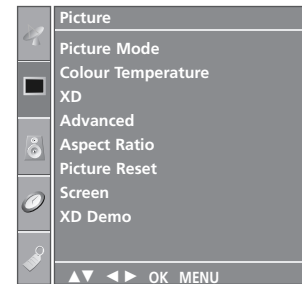 Picture
Picture Mode
Colour Temperature
XD
Advanced
Aspect Ratio
Picture Reset
Screen
XD Demo
▲▼ ◄► OK MENU